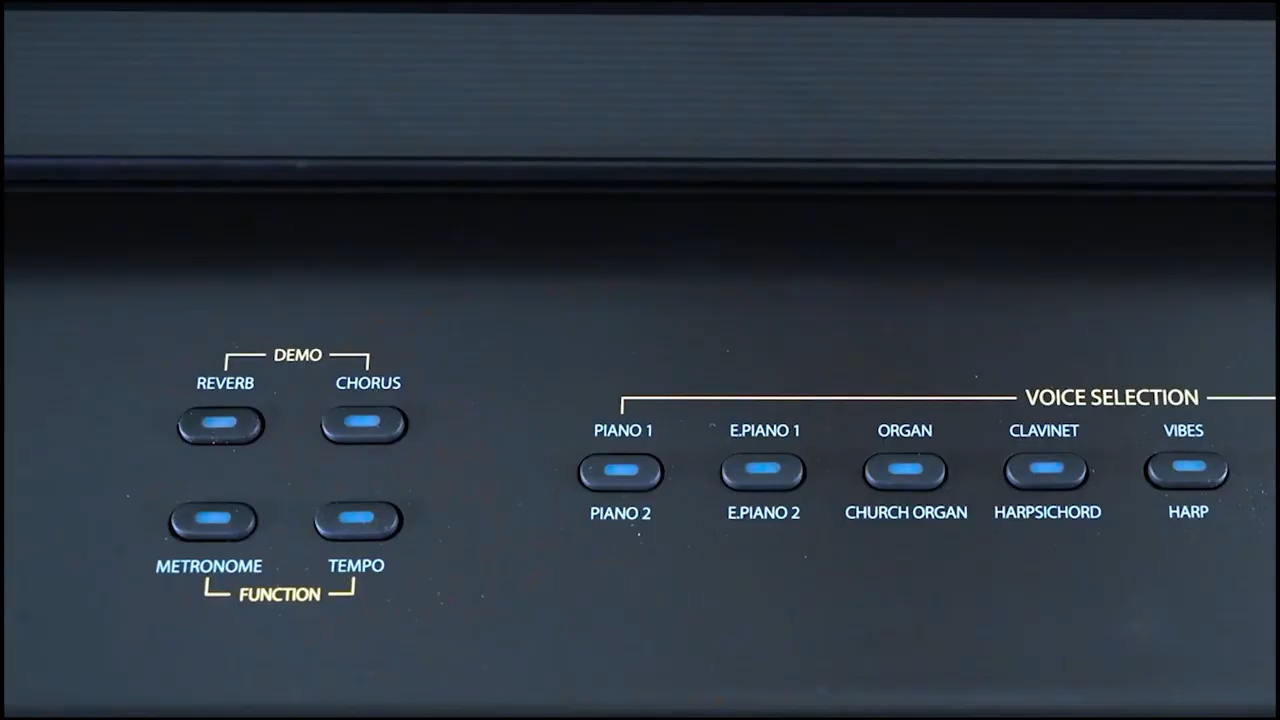 DEMO
REVERB CHORUS
METRONOME TEMPO
FUNCTION
VOICE SELECTION
PIANO 1 E.PIANO 1 ORGAN CLAVINET VIBES
PIANO 2 E.PIANO 2 CHURCH ORGAN HARPSICHORD HARP